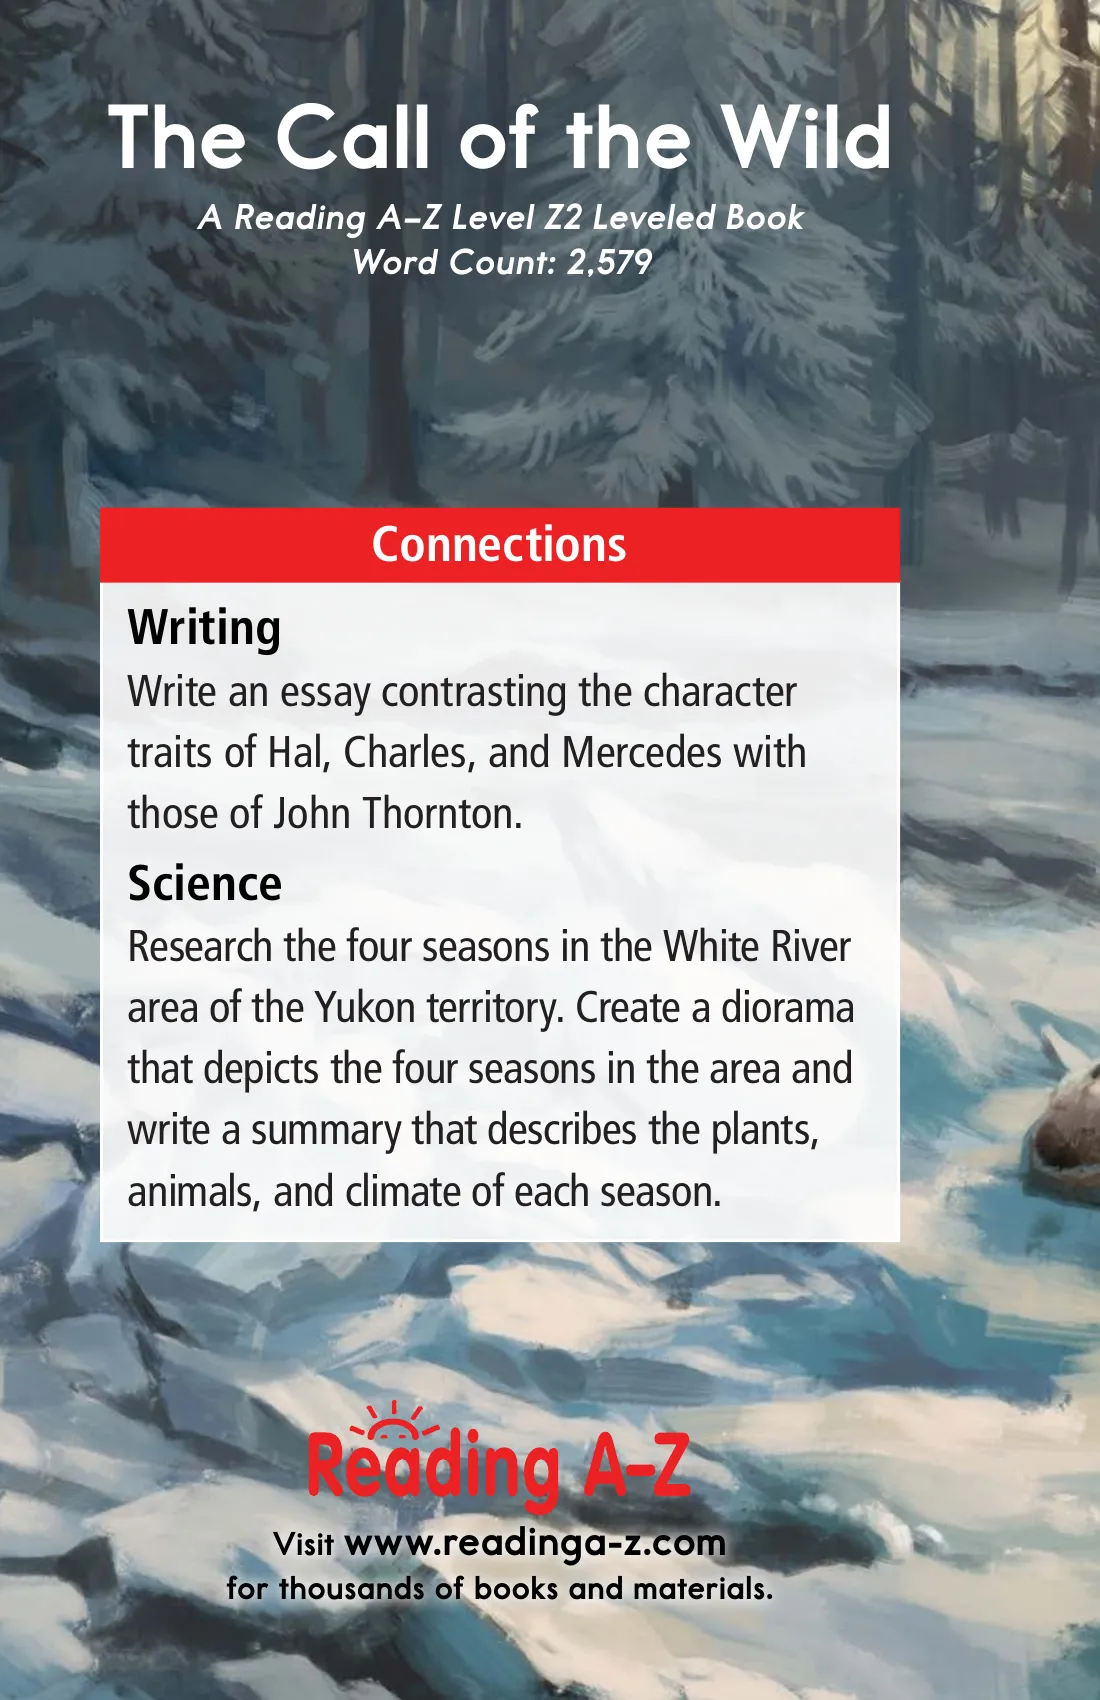 The Call of the Wild
A Reading A–Z Level Z2 Leveled Book
Word Count: 2,579
Connections
Writing
Write an essay contrasting the character
traits of Hal, Charles, and Mercedes with
those of John Thornton.
Science
Research the four seasons in the White River
area of the Yukon territory. Create a diorama
that depicts the four seasons in the area and
write a summary that describes the plants,
animals, and climate of each season.
Reading A–Z
Visit www.readinga-z.com
for thousands of books and materials.